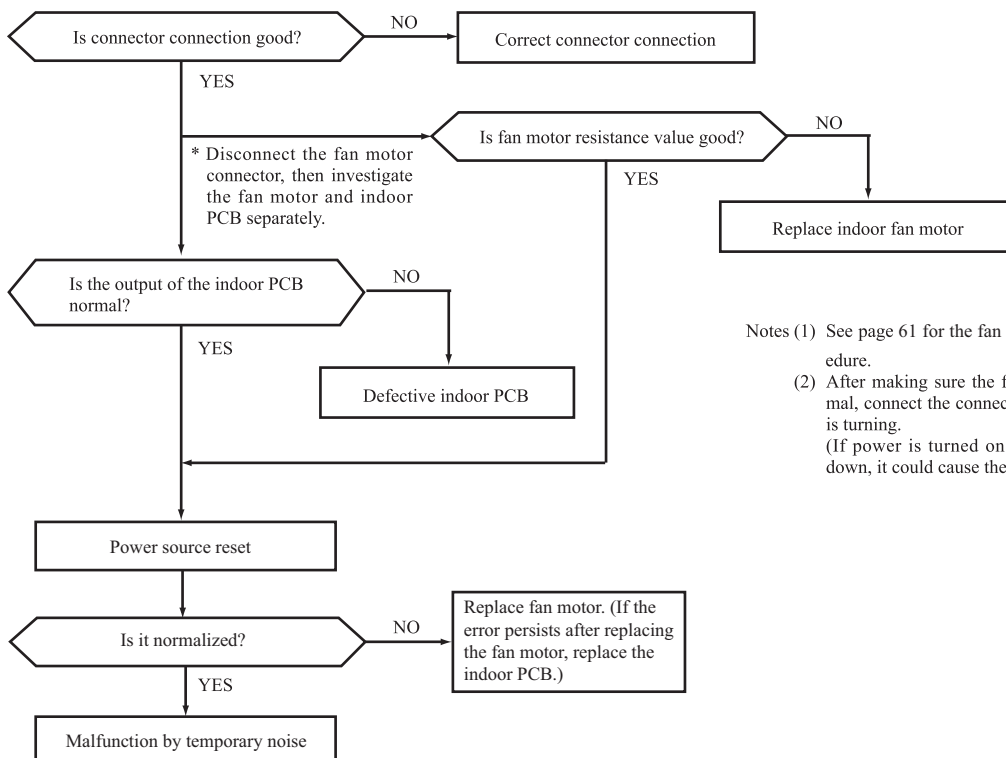 Is connector connection good?
NO
Correct connector connection
YES
Is fan motor resistance value good?
NO
* Disconnect the fan motor
connector, then investigate
the fan motor and indoor
PCB separately.
YES
Replace indoor fan motor
Is the output of the indoor PCB
normal?
NO
YES
Defective indoor PCB
Notes (1) See page 61 for the fan
edure.
(2) After making sure the f
mal, connect the connec
is turning.
(If power is turned on
down, it could cause the
Power source reset
Is it normalized?
NO
Replace fan motor. (If the
error persists after replacing
the fan motor, replace the
indoor PCB.)
YES
Malfunction by temporary noise